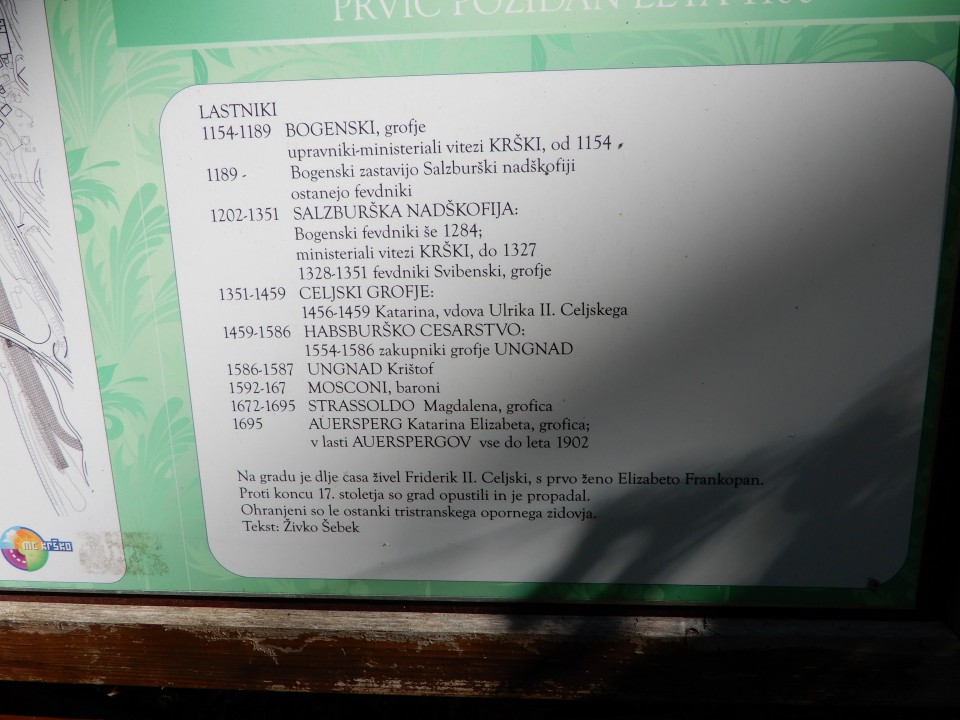 PRVIČ POZIDAN LETA
LASTNIKI
1154-1189 BOGENSKI, grofje
upravniki-ministeriali vitezi KRŠKI, od 1154
1189 - Bogenski zastavijo Salzburški nadškofiji
ostanejo fevdniki
1202-1351 SALZBURŠKA NADŠKOFIJA:
Bogenski fevdniki še 1284;
ministeriali vitezi KRŠKI, do 1327
1328-1351 fevdniki Svibenski, grofje
1351-1459 CELJSKI GROFJE:
1456-1459 Katarina, vdova Ulrika II. Celjskega
1459-1586 HABSBURŠKO CESARSTVO:
1554-1586 zakupniki grofje UNGNAD
1586-1587 UNGNAD Krištof
1592-167 MOSCONI, baroni
1672-1695 STRASSOLDO Magdalena, grofica
1695 AUERSPERG Katarina Elizabeta, grofica;
v lasti AUERSPERGOV vse do leta 1902
Na gradu je dlje časa živel Friderik II. Celjski, s prvo ženo Elizabeto Frankopan.
Proti koncu 17. stoletja so grad opustili in je propadal.
Ohranjeni so le ostanki tristranskega opornega zidovja.
Tekst: Živko Šebek
mc krško